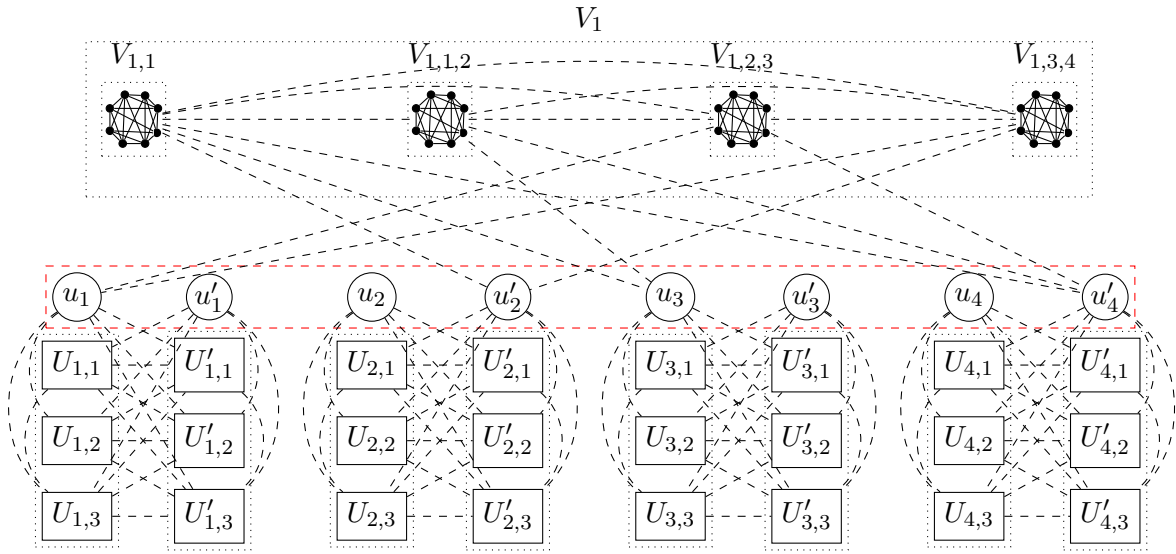 V_1
V_{1,1} V_{1,1,2} V_{1,2,3} V_{1,3,4}
u_1 u'_1 u_2 u'_2 u_3 u'_3 u_4 u'_4
U_{1,1} U'_{1,1} U_{2,1} U'_{2,1} U_{3,1} U'_{3,1} U_{4,1} U'_{4,1}
U_{1,2} U'_{1,2} U_{2,2} U'_{2,2} U_{3,2} U'_{3,2} U_{4,2} U'_{4,2}
U_{1,3} U'_{1,3} U_{2,3} U'_{2,3} U_{3,3} U'_{3,3} U_{4,3} U'_{4,3}